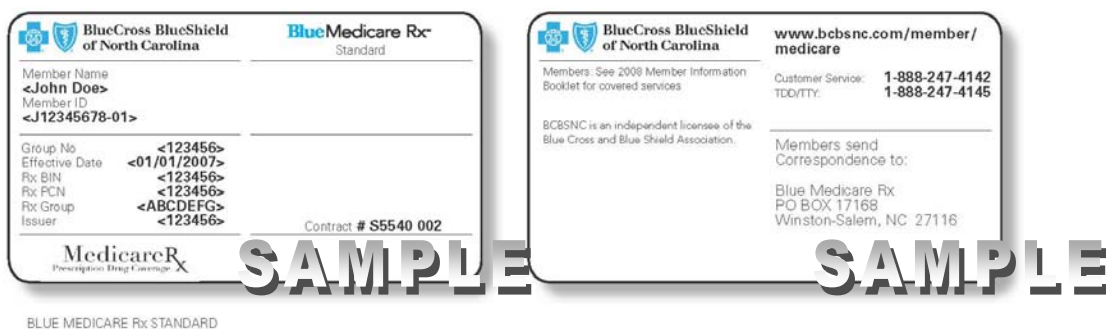 BlueCross BlueShield
of North Carolina
BlueMedicare Rx℠
Standard
Member Name
<John Doe>
Member ID
<J12345678-01>
Group No <123456>
Effective Date <01/01/2007>
Rx BIN <123456>
Rx PCN <123456>
Rx Group <ABCDEFG>
Issuer <123456>
Contract # S5540 002
MedicareRx
Prescription Drug Coverage
SAMPLE
BlueCross BlueShield
of North Carolina
Members: See 2008 Member Information
Booklet for covered services
BCBSNC is an independent licensee of the
Blue Cross and Blue Shield Association.
www.bcbsnc.com/member/
medicare
Customer Service: 1-888-247-4142
TDD/TTY: 1-888-247-4145
Members send
Correspondence to:
Blue Medicare Rx
PO BOX 17168
Winston-Salem, NC 27116
SAMPLE
BLUE MEDICARE Rx STANDARD